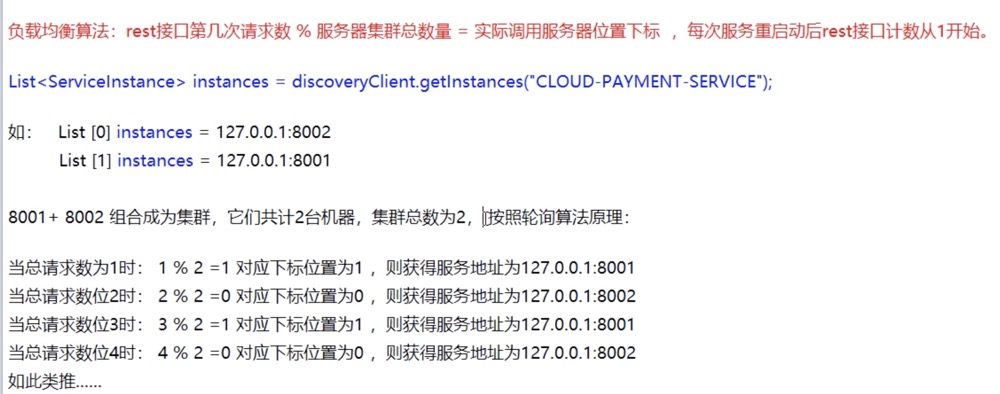 负载均衡算法：rest接口第几次请求数 % 服务器集群总数量 = 实际调用服务器位置下标 ，每次服务重启动后rest接口计数从1开始。
List<ServiceInstance> instances = discoveryClient.getInstances("CLOUD-PAYMENT-SERVICE");
如： List [0] instances = 127.0.0.1:8002
List [1] instances = 127.0.0.1:8001
8001+ 8002 组合成为集群，它们共计2台机器，集群总数为2， 按照轮询算法原理：
当总请求数为1时： 1 % 2 =1 对应下标位置为1 ，则获得服务地址为127.0.0.1:8001
当总请求数位2时： 2 % 2 =0 对应下标位置为0 ，则获得服务地址为127.0.0.1:8002
当总请求数位3时： 3 % 2 =1 对应下标位置为1 ，则获得服务地址为127.0.0.1:8001
当总请求数位4时： 4 % 2 =0 对应下标位置为0 ，则获得服务地址为127.0.0.1:8002
如此类推......